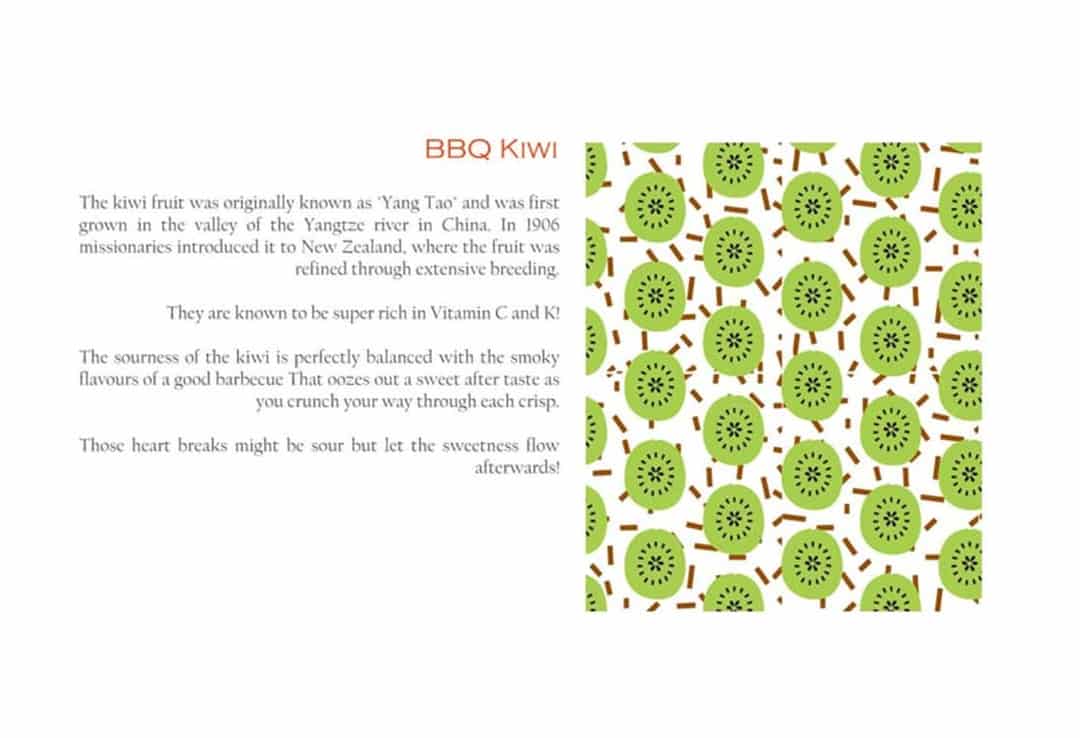 BBQ Kiwi
The kiwi fruit was originally known as 'Yang Tao' and was first
grown in the valley of the Yangtze river in China. In 1906
missionaries introduced it to New Zealand, where the fruit was
refined through extensive breeding.
They are known to be super rich in Vitamin C and K!
The sourness of the kiwi is perfectly balanced with the smoky
flavours of a good barbecue That oozes out a sweet after taste as
you crunch your way through each crisp.
Those heart breaks might be sour but let the sweetness flow
afterwards!